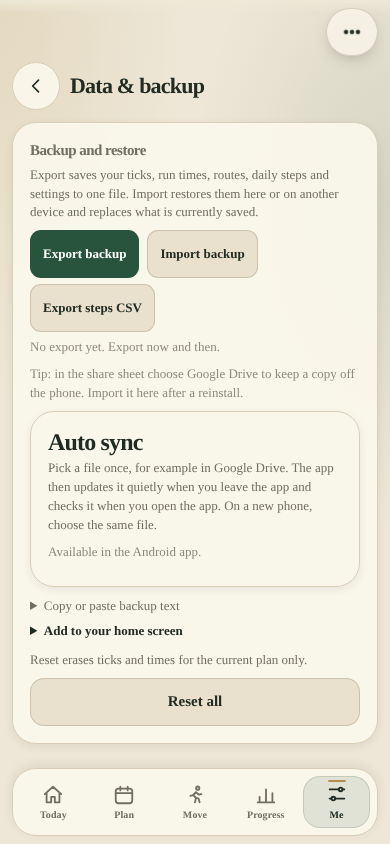 Data & backup
Backup and restore
Export saves your ticks, run times, routes, daily steps and
settings to one file. Import restores them here or on another
device and replaces what is currently saved.
Export backup
Import backup
Export steps CSV
No export yet. Export now and then.
Tip: in the share sheet choose Google Drive to keep a copy off
the phone. Import it here after a reinstall.
Auto sync
Pick a file once, for example in Google Drive. The app
then updates it quietly when you leave the app and
checks it when you open the app. On a new phone,
choose the same file.
Available in the Android app.
Copy or paste backup text
Add to your home screen
Reset erases ticks and times for the current plan only.
Reset all
Today
Plan
Move
Progress
Me